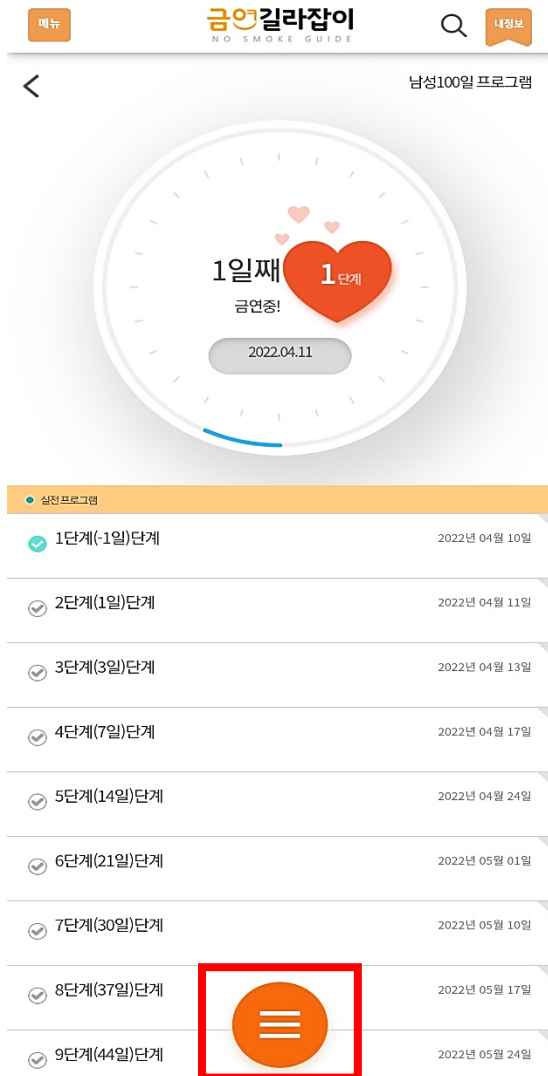 메뉴
금연길라잡이
내정보
NO SMOKE GUIDE
남성100일 프로그램
1일째
1단계
금연중!
2022.04.11
실전프로그램
1단계(-1일)단계 2022년 04월 10일
2단계(1일)단계 2022년 04월 11일
3단계(3일)단계 2022년 04월 13일
4단계(7일)단계 2022년 04월 17일
5단계(14일)단계 2022년 04월 24일
6단계(21일)단계 2022년 05월 01일
7단계(30일)단계 2022년 05월 10일
8단계(37일)단계 2022년 05월 17일
9단계(44일)단계 2022년 05월 24일